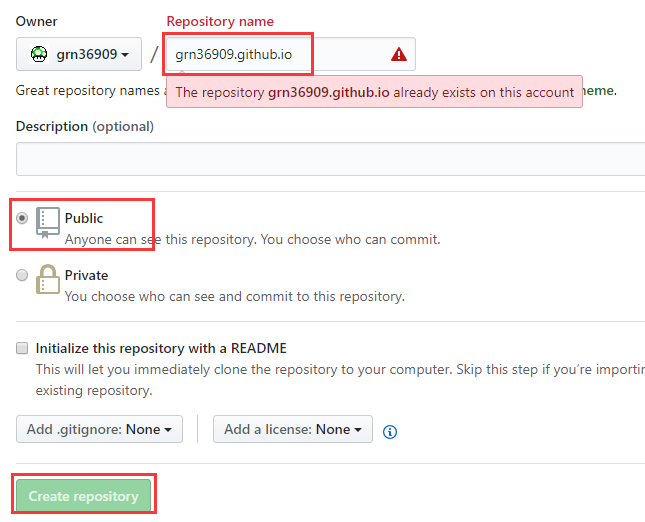 Owner
Repository name
grn36909 / grn36909.github.io
Great repository names a
The repository grn36909.github.io already exists on this account
eme.
Description (optional)
Public
Anyone can see this repository. You choose who can commit.
Private
You choose who can see and commit to this repository.
Initialize this repository with a README
This will let you immediately clone the repository to your computer. Skip this step if you're importin
existing repository.
Add .gitignore: None
Add a license: None
Create repository